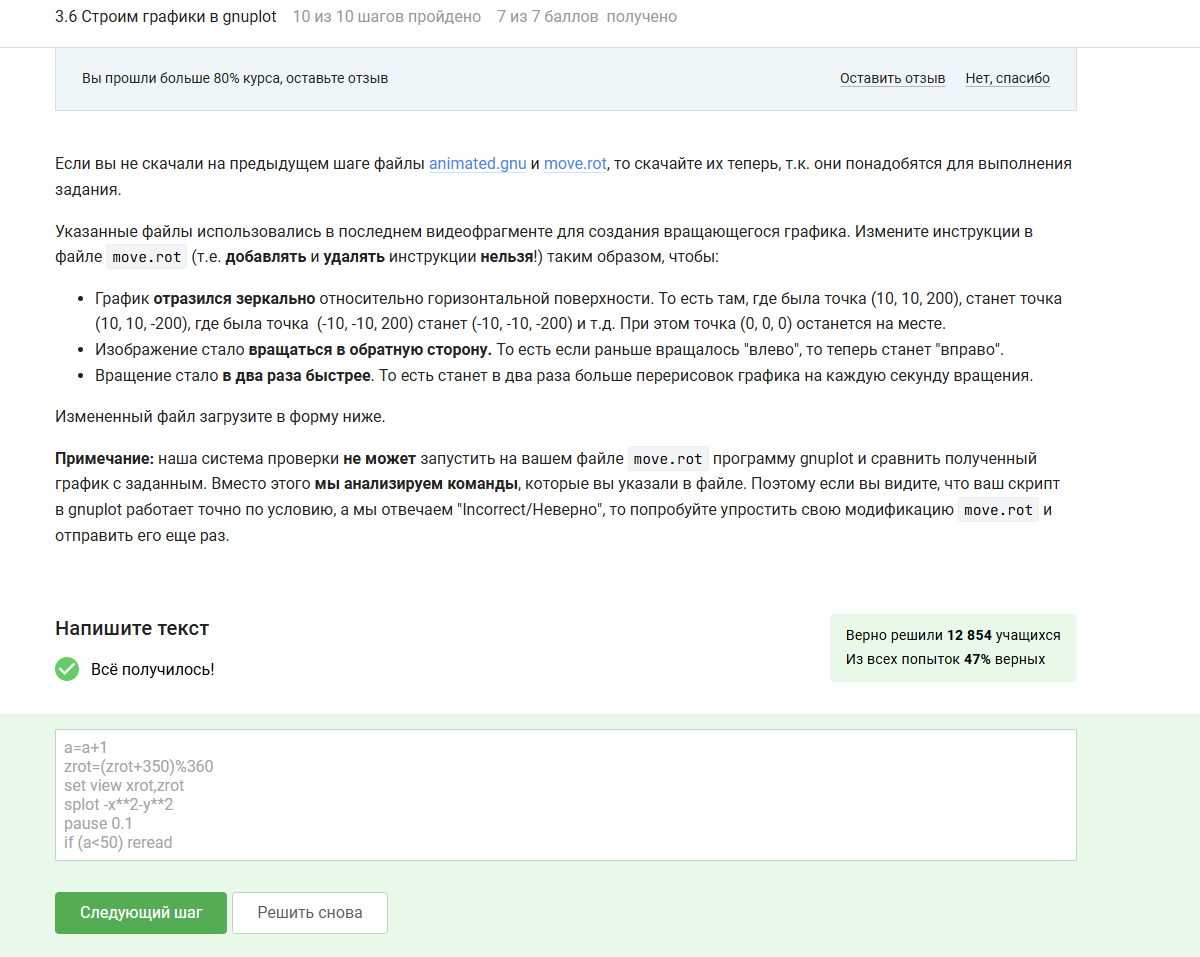 3.6 Строим графики в gnuplot 10 из 10 шагов пройдено 7 из 7 баллов получено
Вы прошли больше 80% курса, оставьте отзыв Оставить отзыв Нет, спасибо
Если вы не скачали на предыдущем шаге файлы animated.gnu и move.rot, то скачайте их теперь, т.к. они понадобятся для выполнения
задания.
Указанные файлы использовались в последнем видеофрагменте для создания вращающегося графика. Измените инструкции в
файле move.rot (т.е. добавлять и удалять инструкции нельзя!) таким образом, чтобы:
• График отразился зеркально относительно горизонтальной поверхности. То есть там, где была точка (10, 10, 200), станет точка
(10, 10, -200), где была точка (-10, -10, 200) станет (-10, -10, -200) и т.д. При этом точка (0, 0, 0) останется на месте.
• Изображение стало вращаться в обратную сторону. То есть если раньше вращалось "влево", то теперь станет "вправо".
• Вращение стало в два раза быстрее. То есть станет в два раза больше перерисовок графика на каждую секунду вращения.
Измененный файл загрузите в форму ниже.
Примечание: наша система проверки не может запустить на вашем файле move.rot программу gnuplot и сравнить полученный
график с заданным. Вместо этого мы анализируем команды, которые вы указали в файле. Поэтому если вы видите, что ваш скрипт
в gnuplot работает точно по условию, а мы отвечаем "Incorrect/Неверно", то попробуйте упростить свою модификацию move.rot и
отправить его еще раз.
Напишите текст
Верно решили 12 854 учащихся
Из всех попыток 47% верных
Всё получилось!
a=a+1
zrot=(zrot+350)%360
set view xrot,zrot
splot -x**2-y**2
pause 0.1
if (a<50) reread
Следующий шаг Решить снова